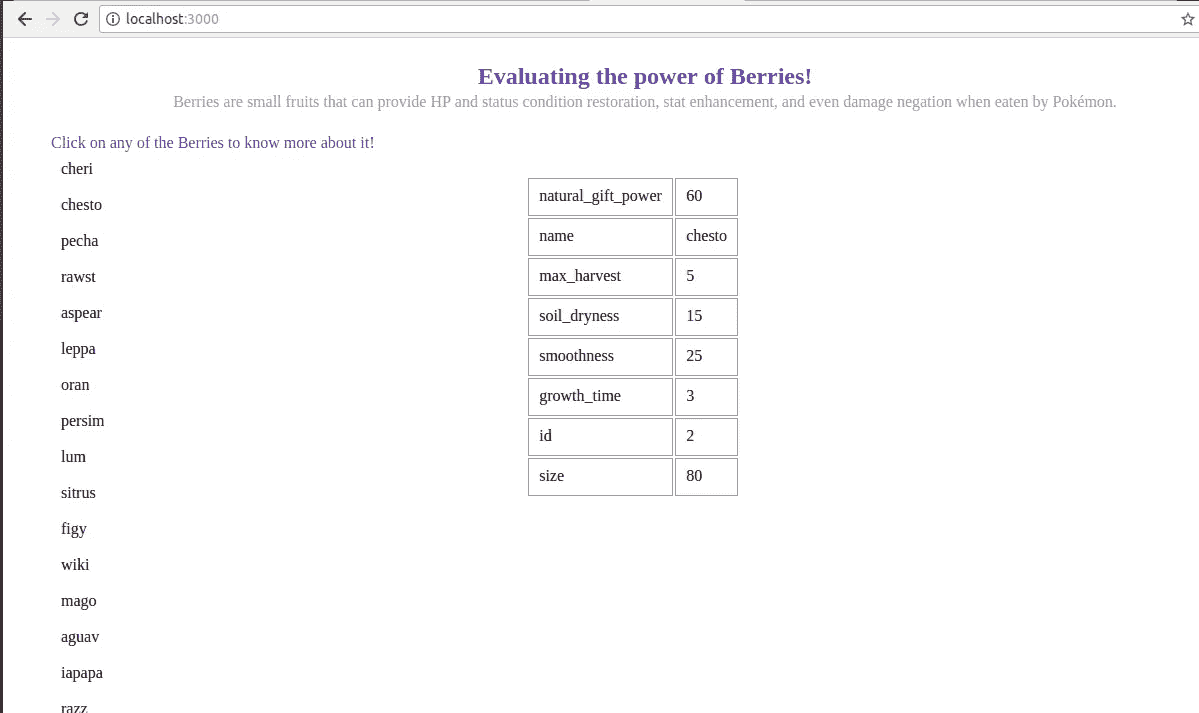 localhost:3000
Evaluating the power of Berries!
Berries are small fruits that can provide HP and status condition restoration, stat enhancement, and even damage negation when eaten by Pokémon.
Click on any of the Berries to know more about it!
cheri
chesto
pecha
rawst
aspear
leppa
oran
persim
lum
sitrus
figy
wiki
mago
aguav
iapapa
razz
natural_gift_power 60
name chesto
max_harvest 5
soil_dryness 15
smoothness 25
growth_time 3
id 2
size 80